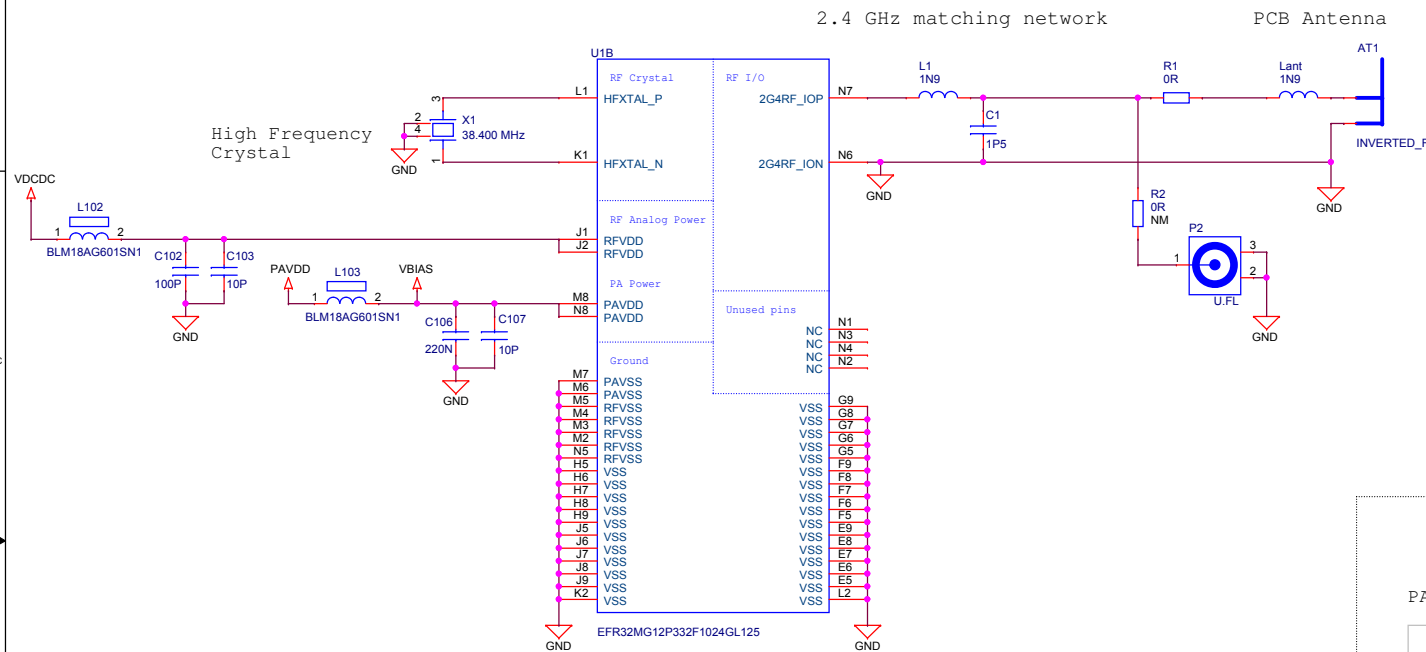 2.4 GHz matching network
PCB Antenna
U1B
AT1
RF Crystal
RF I/O
L1
1N9
R1
0R
Lant
1N9
L1
HFXTAL_P
2G4RF_IOP
N7
3
2
4
1
X1
38.400 MHz
High Frequency
Crystal
GND
C1
1P5
INVERTED_F
K1
HFXTAL_N
2G4RF_ION
N6
GND
GND
VDCDC
L102
1
2
BLM18AG601SN1
RF Analog Power
J1
RFVDD
J2
RFVDD
R2
0R
NM
C102
100P
C103
10P
GND
P2
1
3
2
U.FL
GND
PAVDD
L103
1
2
BLM18AG601SN1
VBIAS
PA Power
M8
PAVDD
N8
PAVDD
C106
220N
C107
10P
GND
Unused pins
NC
N1
NC
N3
NC
N4
NC
N2
Ground
M7
PAVSS
M6
PAVSS
M5
RFVSS
M4
RFVSS
M3
RFVSS
M2
RFVSS
N5
RFVSS
H5
VSS
H6
VSS
H7
VSS
H8
VSS
H9
VSS
J5
VSS
J6
VSS
J7
VSS
J8
VSS
J9
VSS
K2
VSS
VSS
G9
VSS
G8
VSS
G7
VSS
G6
VSS
G5
VSS
F9
VSS
F8
VSS
F7
VSS
F6
VSS
F5
VSS
E9
VSS
E8
VSS
E7
VSS
E6
VSS
E5
VSS
L2
GND
EFR32MG12P332F1024GL125
GND
PA